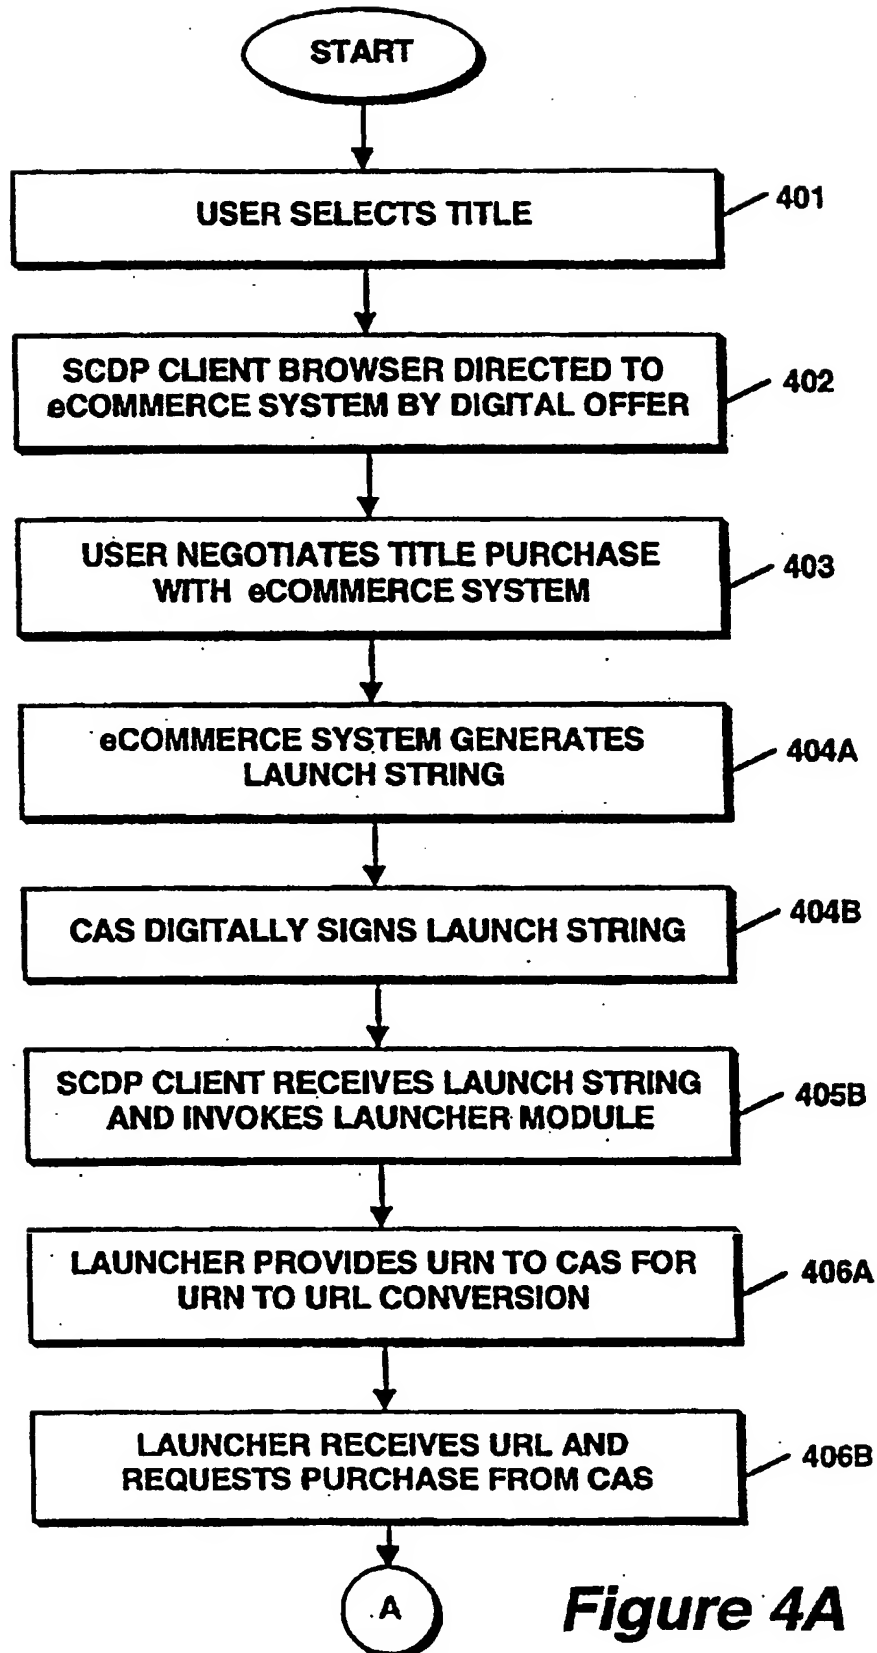 START
USER SELECTS TITLE
401
SCDP CLIENT BROWSER DIRECTED TO
eCOMMERCE SYSTEM BY DIGITAL OFFER
402
USER NEGOTIATES TITLE PURCHASE
WITH eCOMMERCE SYSTEM
403
eCOMMERCE SYSTEM GENERATES
LAUNCH STRING
404A
CAS DIGITALLY SIGNS LAUNCH STRING
404B
SCDP CLIENT RECEIVES LAUNCH STRING
AND INVOKES LAUNCHER MODULE
405B
LAUNCHER PROVIDES URN TO CAS FOR
URN TO URL CONVERSION
406A
LAUNCHER RECEIVES URL AND
REQUESTS PURCHASE FROM CAS
406B
A
Figure 4A